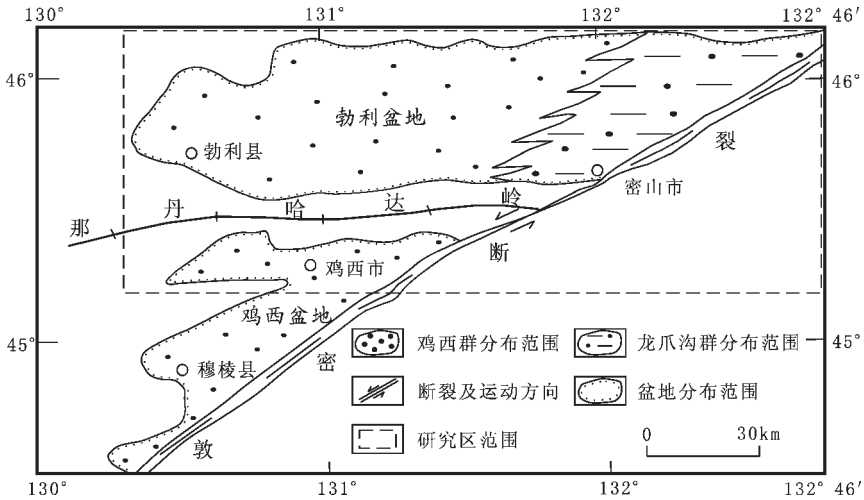 130° 131° 132° 132° 46′
46° 46°
勃利盆地
勃利县
密山市
裂
那 丹 哈 达 岭
断
鸡西市
鸡西盆地
45° 45°
穆棱县
密
敦
鸡西群分布范围 龙爪沟群分布范围
断裂及运动方向 盆地分布范围
研究区范围
0 30km
130° 131° 132° 132° 46′